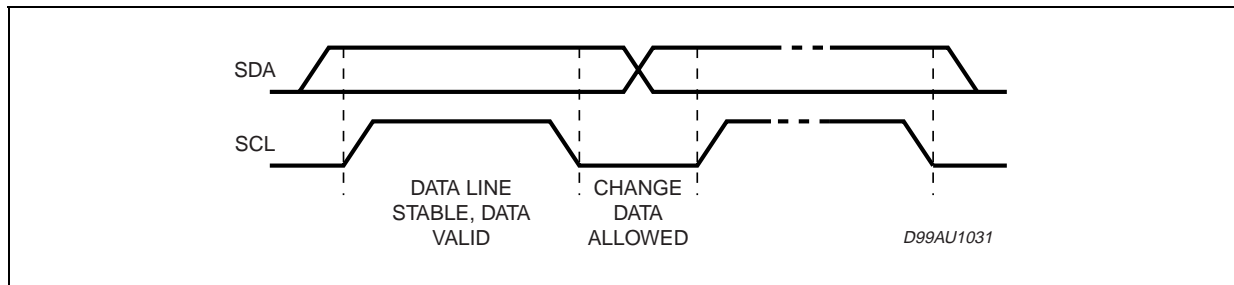 SDA
SCL
DATA LINE
STABLE, DATA
VALID
CHANGE
DATA
ALLOWED
D99AU1031